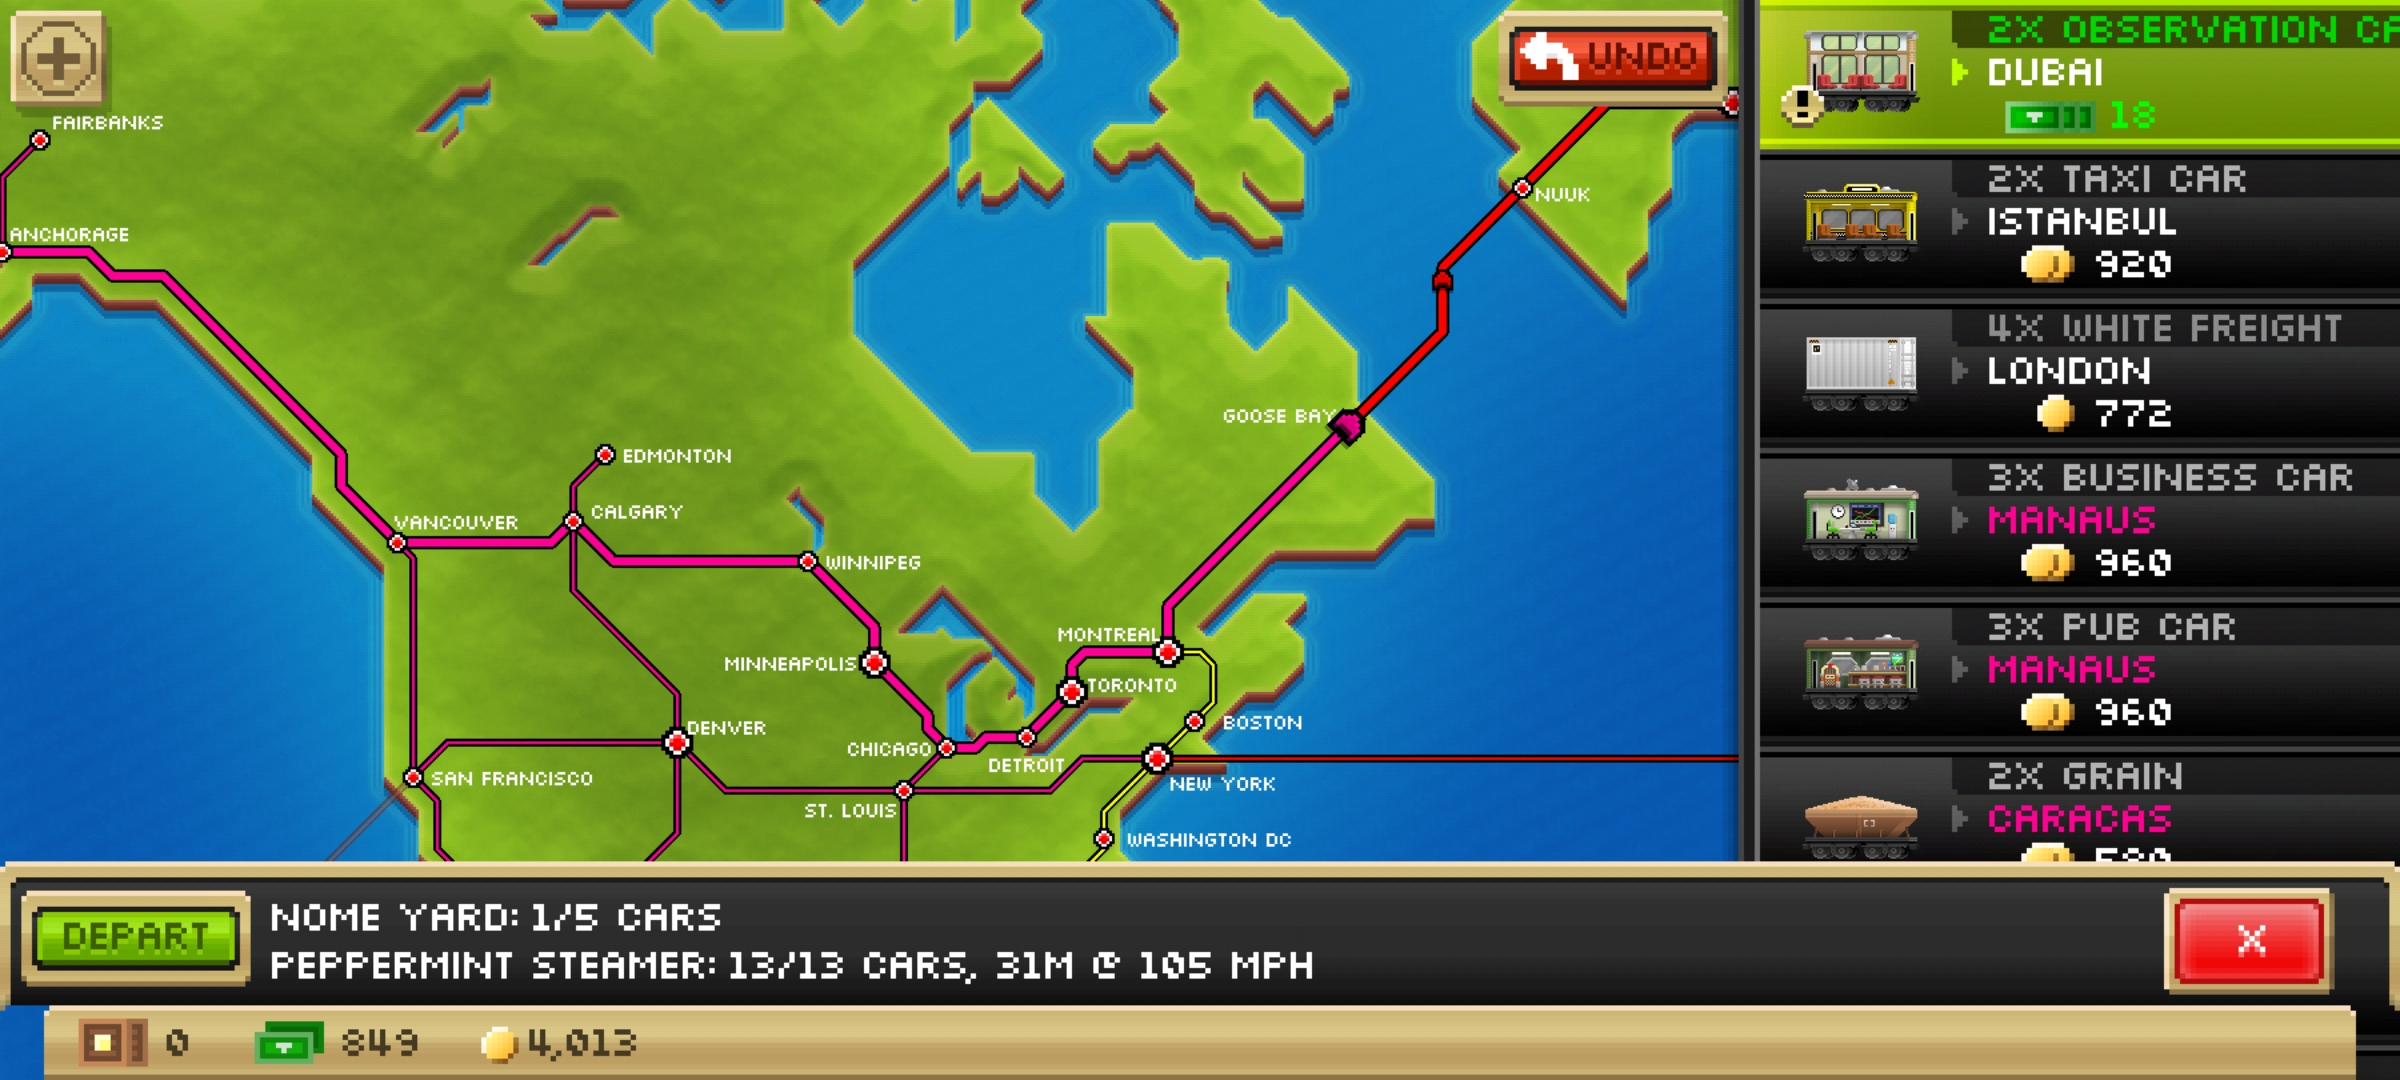 UNDO
FAIRBANKS
ANCHORAGE
NUUK
GOOSE BAY
EDMONTON
CALGARY
VANCOUVER
WINNIPEG
MONTREAL
MINNEAPOLIS
TORONTO
DENVER
BOSTON
CHICAGO
DETROIT
SAN FRANCISCO
NEW YORK
ST. LOUIS
WASHINGTON DC
2X OBSERVATION
DUBAI
18
2X TAXI CAR
ISTANBUL
920
4X WHITE FREIGHT
LONDON
772
3X BUSINESS CAR
MANAUS
960
3X PUB CAR
MANAUS
960
2X GRAIN
CARACAS
DEPART
NOME YARD: 1/5 CARS
PEPPERMINT STEAMER: 13/13 CARS, 31M @ 105 MPH
X
0
849
4,013